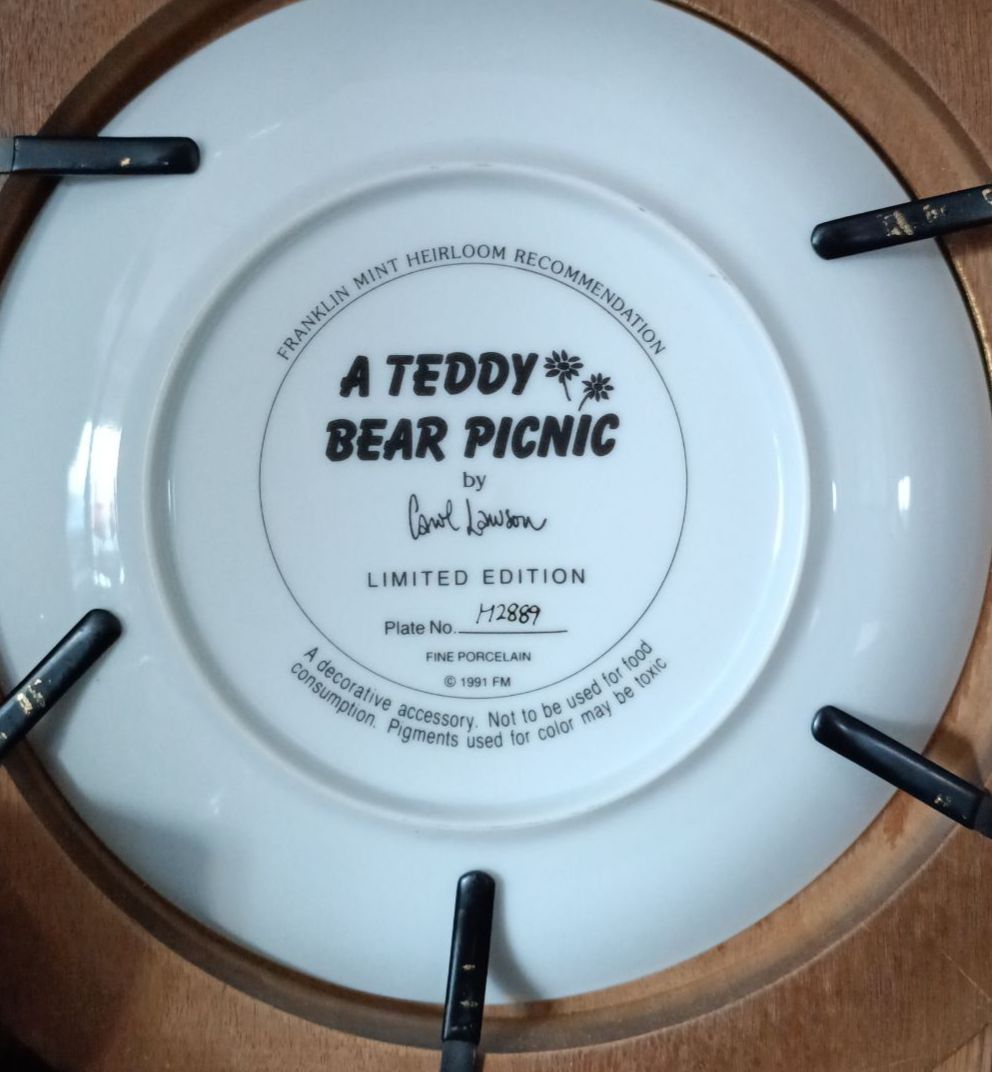 FRANKLIN MINT HEIRLOOM RECOMMENDATION
A TEDDY
BEAR PICNIC
by
Carol Lawson
LIMITED EDITION
Plate No. H2889
FINE PORCELAIN
© 1991 FM
A decorative accessory. Not to be used for food
consumption. Pigments used for color may be toxic